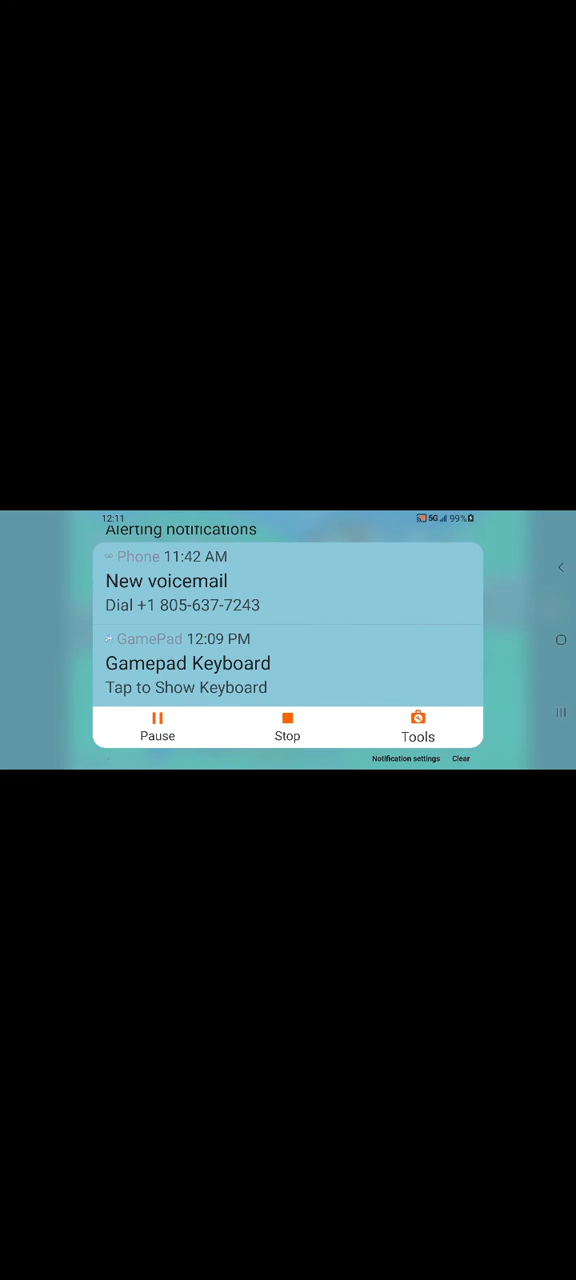 12:11
5G 99%
Alerting notifications
Phone 11:42 AM
New voicemail
Dial +1 805-637-7243
GamePad 12:09 PM
Gamepad Keyboard
Tap to Show Keyboard
Pause Stop Tools
Notification settings Clear